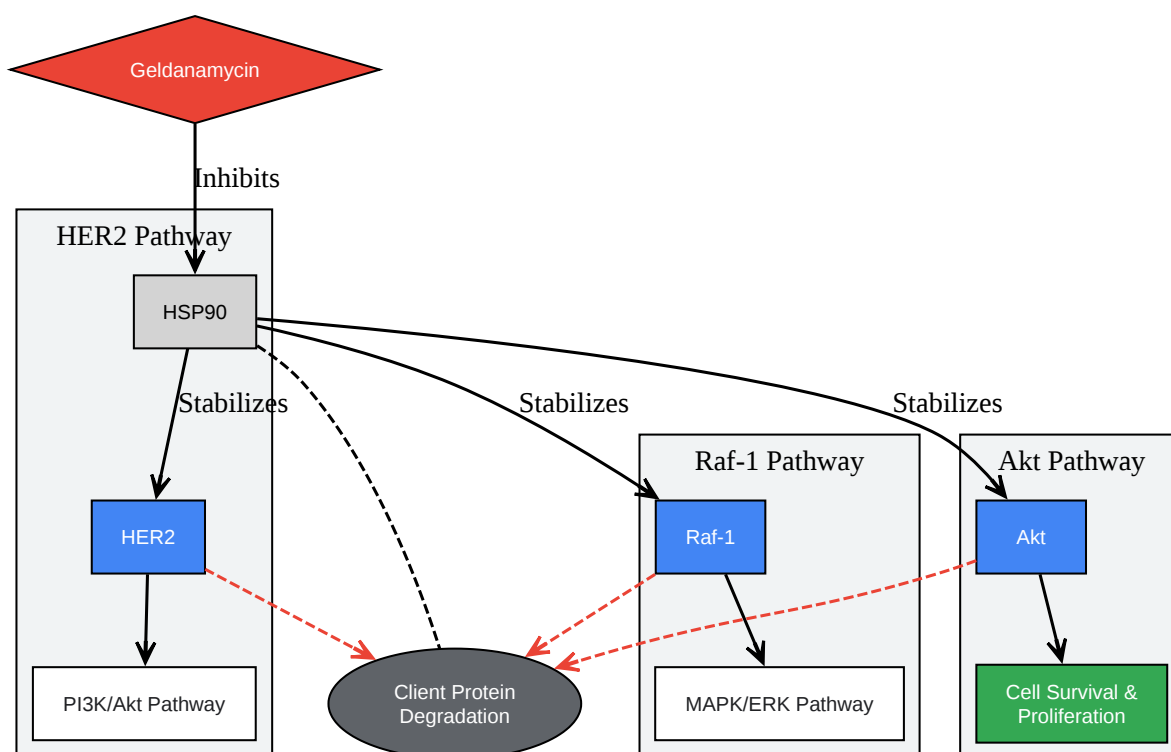 Geldanamycin
Inhibits
HER2 Pathway
HSP90
Stabilizes
Stabilizes
Stabilizes
Raf-1 Pathway
Akt Pathway
HER2
Raf-1
Akt
PI3K/Akt Pathway
Client Protein
Degradation
MAPK/ERK Pathway
Cell Survival &
Proliferation